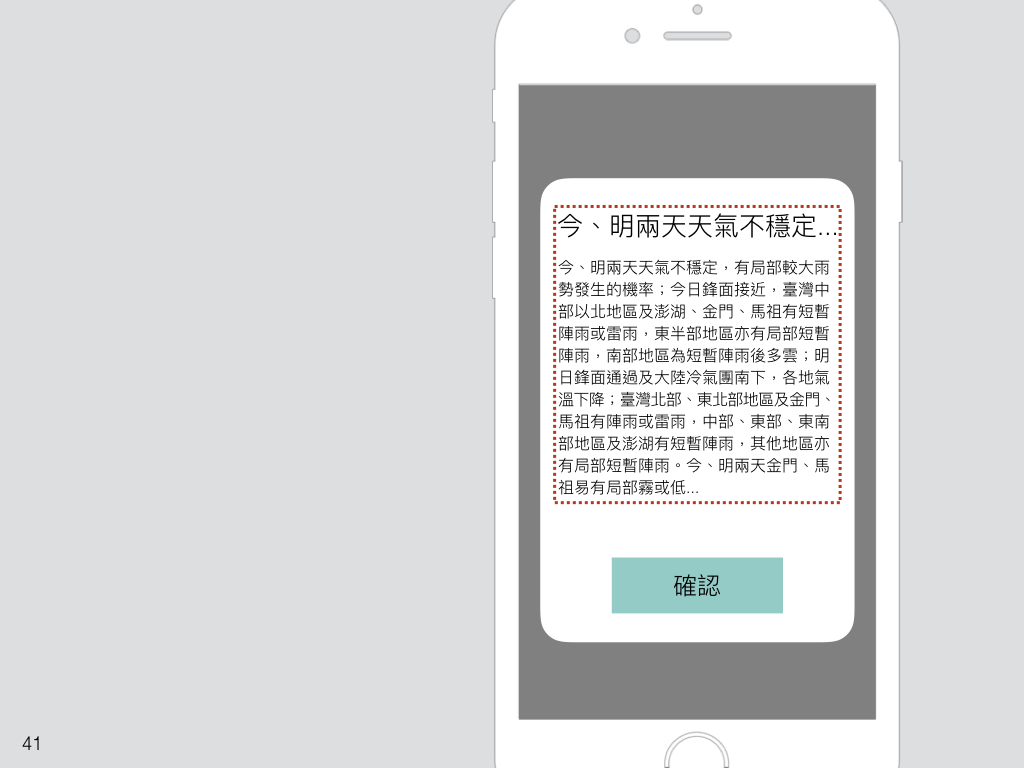 今、明兩天天氣不穩定...
今、明兩天天氣不穩定，有局部較大雨
勢發生的機率；今日鋒面接近，臺灣中
部以北地區及澎湖、金門、馬祖有短暫
陣雨或雷雨，東半部地區亦有局部短暫
陣雨，南部地區為短暫陣雨後多雲；明
日鋒面通過及大陸冷氣團南下，各地氣
溫下降；臺灣北部、東北部地區及金門、
馬祖有陣雨或雷雨，中部、東部、東南
部地區及澎湖有短暫陣雨，其他地區亦
有局部短暫陣雨。今、明兩天金門、馬
祖易有局部霧或低...
確認
41